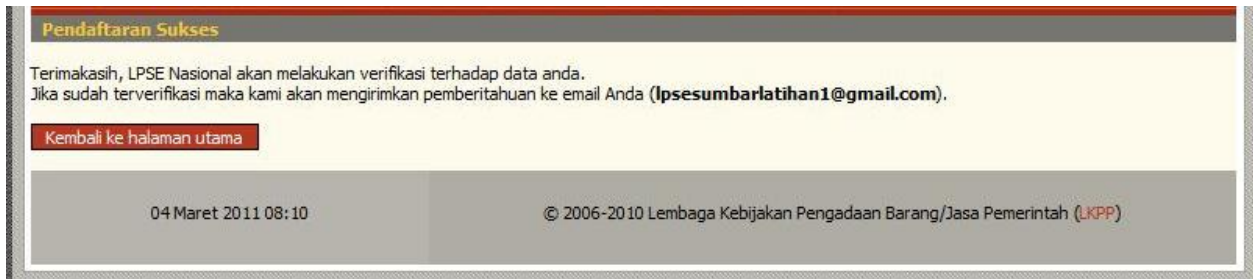 Pendaftaran Sukses
Terimakasih, LPSE Nasional akan melakukan verifikasi terhadap data anda.
Jika sudah terverifikasi maka kami akan mengirimkan pemberitahuan ke email Anda (lpsesumbarlatihan1@gmail.com).
Kembali ke halaman utama
04 Maret 2011 08:10
© 2006-2010 Lembaga Kebijakan Pengadaan Barang/Jasa Pemerintah (LKPP)